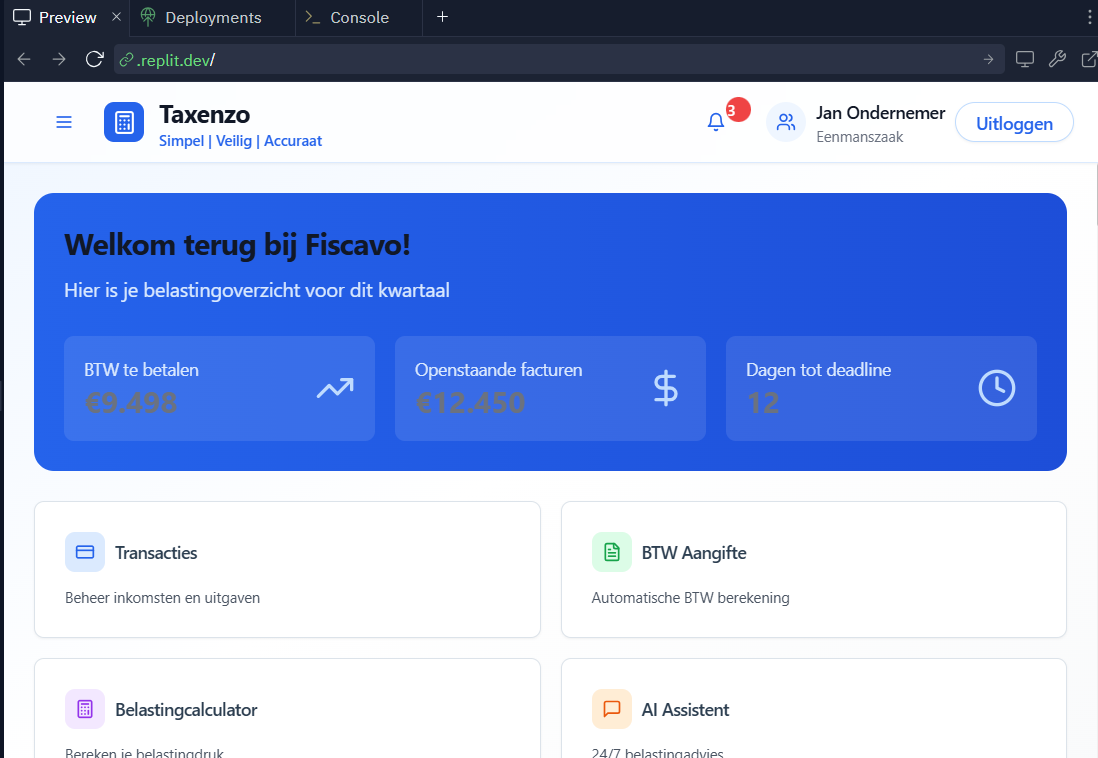 Preview
Deployments
Console
.replit.dev/
Taxenzo
Simpel | Veilig | Accuraat
3
Jan Ondernemer
Eenmanszaak
Uitloggen
Welkom terug bij Fiscavo!
Hier is je belastingoverzicht voor dit kwartaal
BTW te betalen
€9.498
Openstaande facturen
€12.450
Dagen tot deadline
12
Transacties
Beheer inkomsten en uitgaven
BTW Aangifte
Automatische BTW berekening
Belastingcalculator
Bereken je belastingdruk
AI Assistent
24/7 belastingadvies